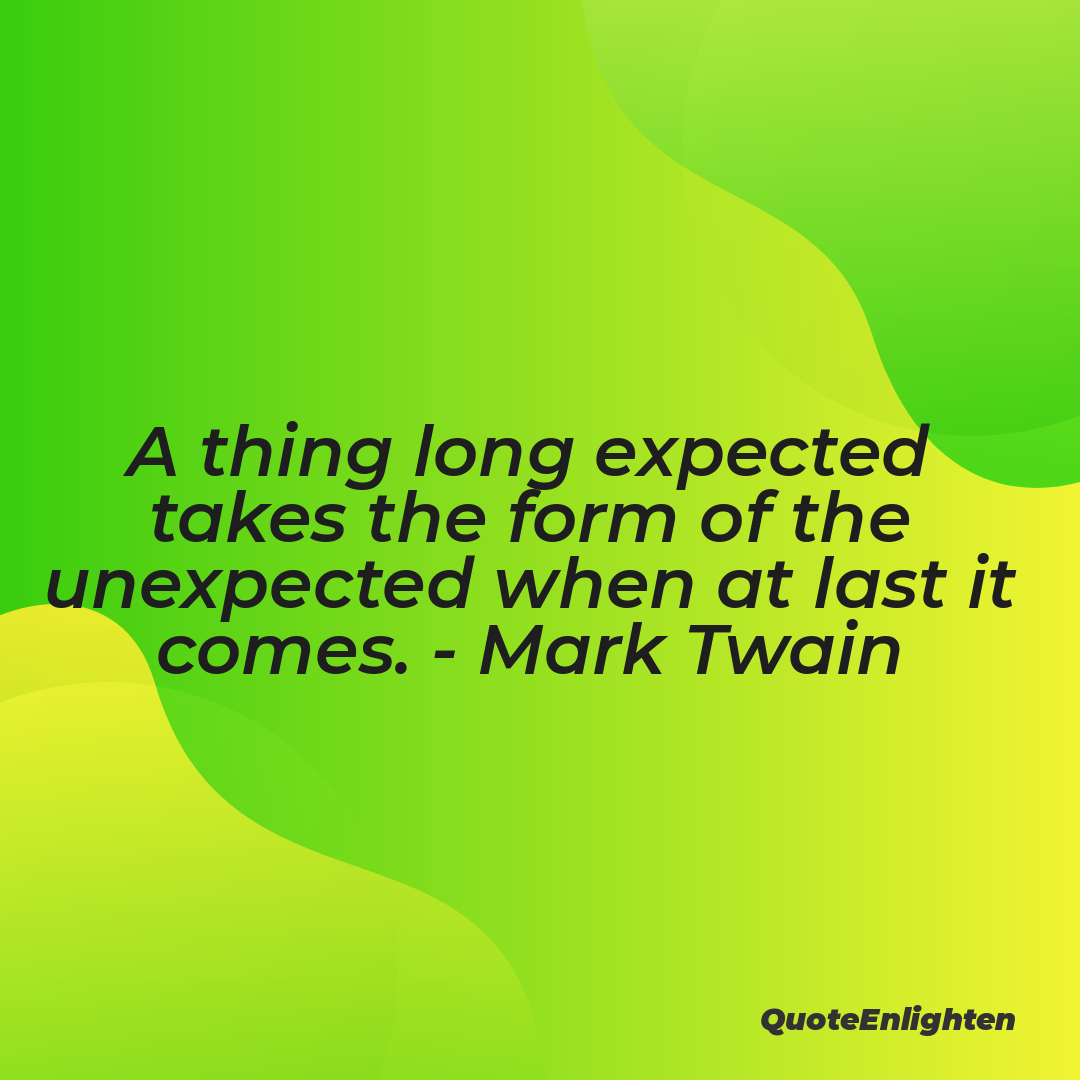 A thing long expected
takes the form of the
unexpected when at last it
comes. - Mark Twain
QuoteEnlighten